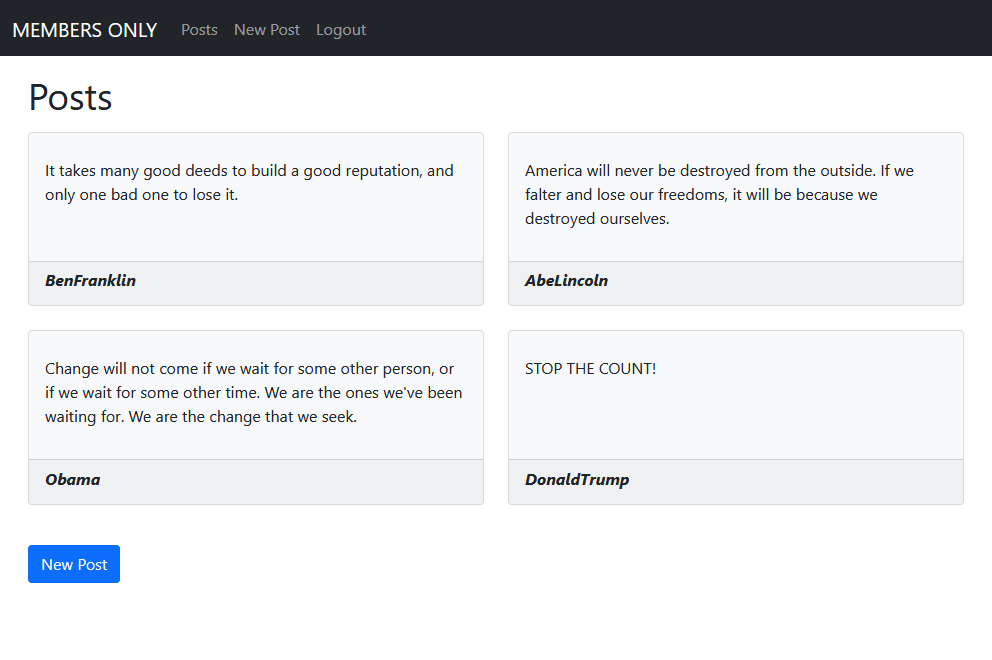 MEMBERS ONLY Posts New Post Logout
Posts
It takes many good deeds to build a good reputation, and
only one bad one to lose it.
BenFranklin
America will never be destroyed from the outside. If we
falter and lose our freedoms, it will be because we
destroyed ourselves.
AbeLincoln
Change will not come if we wait for some other person, or
if we wait for some other time. We are the ones we've been
waiting for. We are the change that we seek.
Obama
STOP THE COUNT!
DonaldTrump
New Post